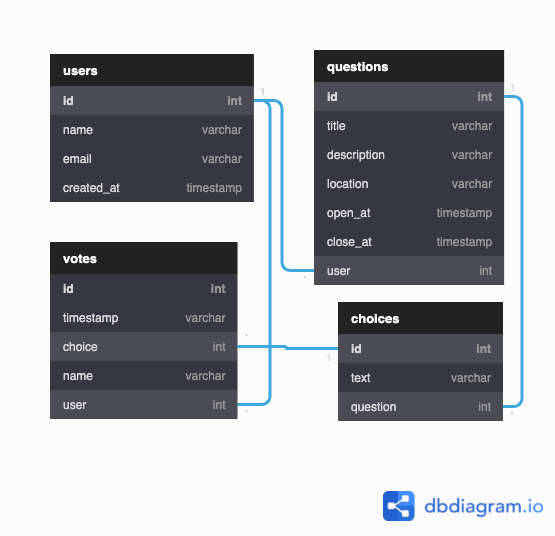 users
id int
name varchar
email varchar
created_at timestamp
questions
id int
title varchar
description varchar
location varchar
open_at timestamp
close_at timestamp
user int
votes
id int
timestamp varchar
choice int
name varchar
user int
choices
id int
text varchar
question int
1
1
1
*
*
*
*
dbdiagram.io